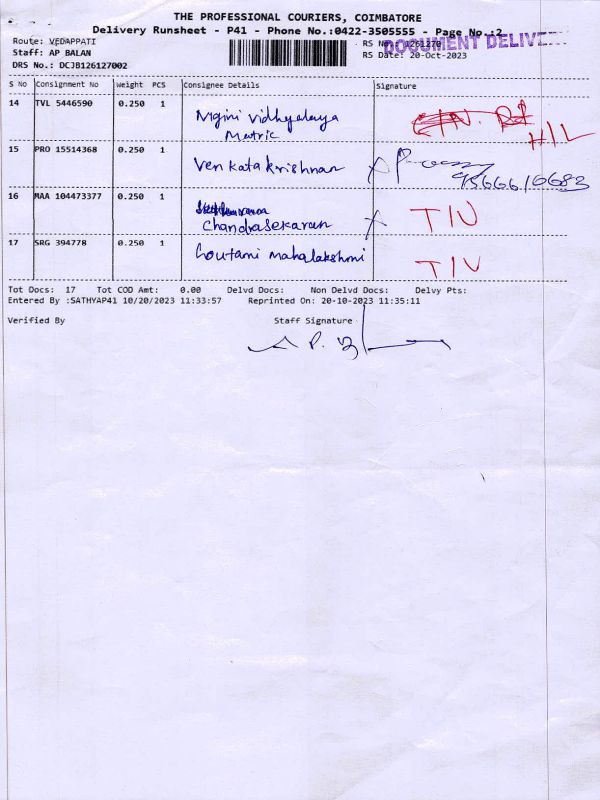 THE PROFESSIONAL COURIERS, COIMBATORE
Delivery Runsheet - P41 - Phone No.:0422-3505555 - Page No.:2
Route: VEDAPPATI
RS No.: 1261270
DOCUMENT DELIVE
Staff: AP BALAN
RS Date: 20-Oct-2023
DRS No.: DCJB126127002
S No Consignment No Weight PCS Consignee Details Signature
14 TVL 5446590 0.250 1 vidhyalaya
Matric H/L
15 PRO 15514368 0.250 1 Venkatakrishnan
9566610683
16 MAA 104473377 0.250 1
Chandrasekaran T/U
17 SRG 394778 0.250 1 Goutami mahalakshmi T/U
Tot Docs: 17 Tot COD Amt: 0.00 Delvd Docs: Non Delvd Docs: Delvy Pts:
Entered By :SATHYAP41 10/20/2023 11:33:57 Reprinted On: 20-10-2023 11:35:11
Verified By Staff Signature